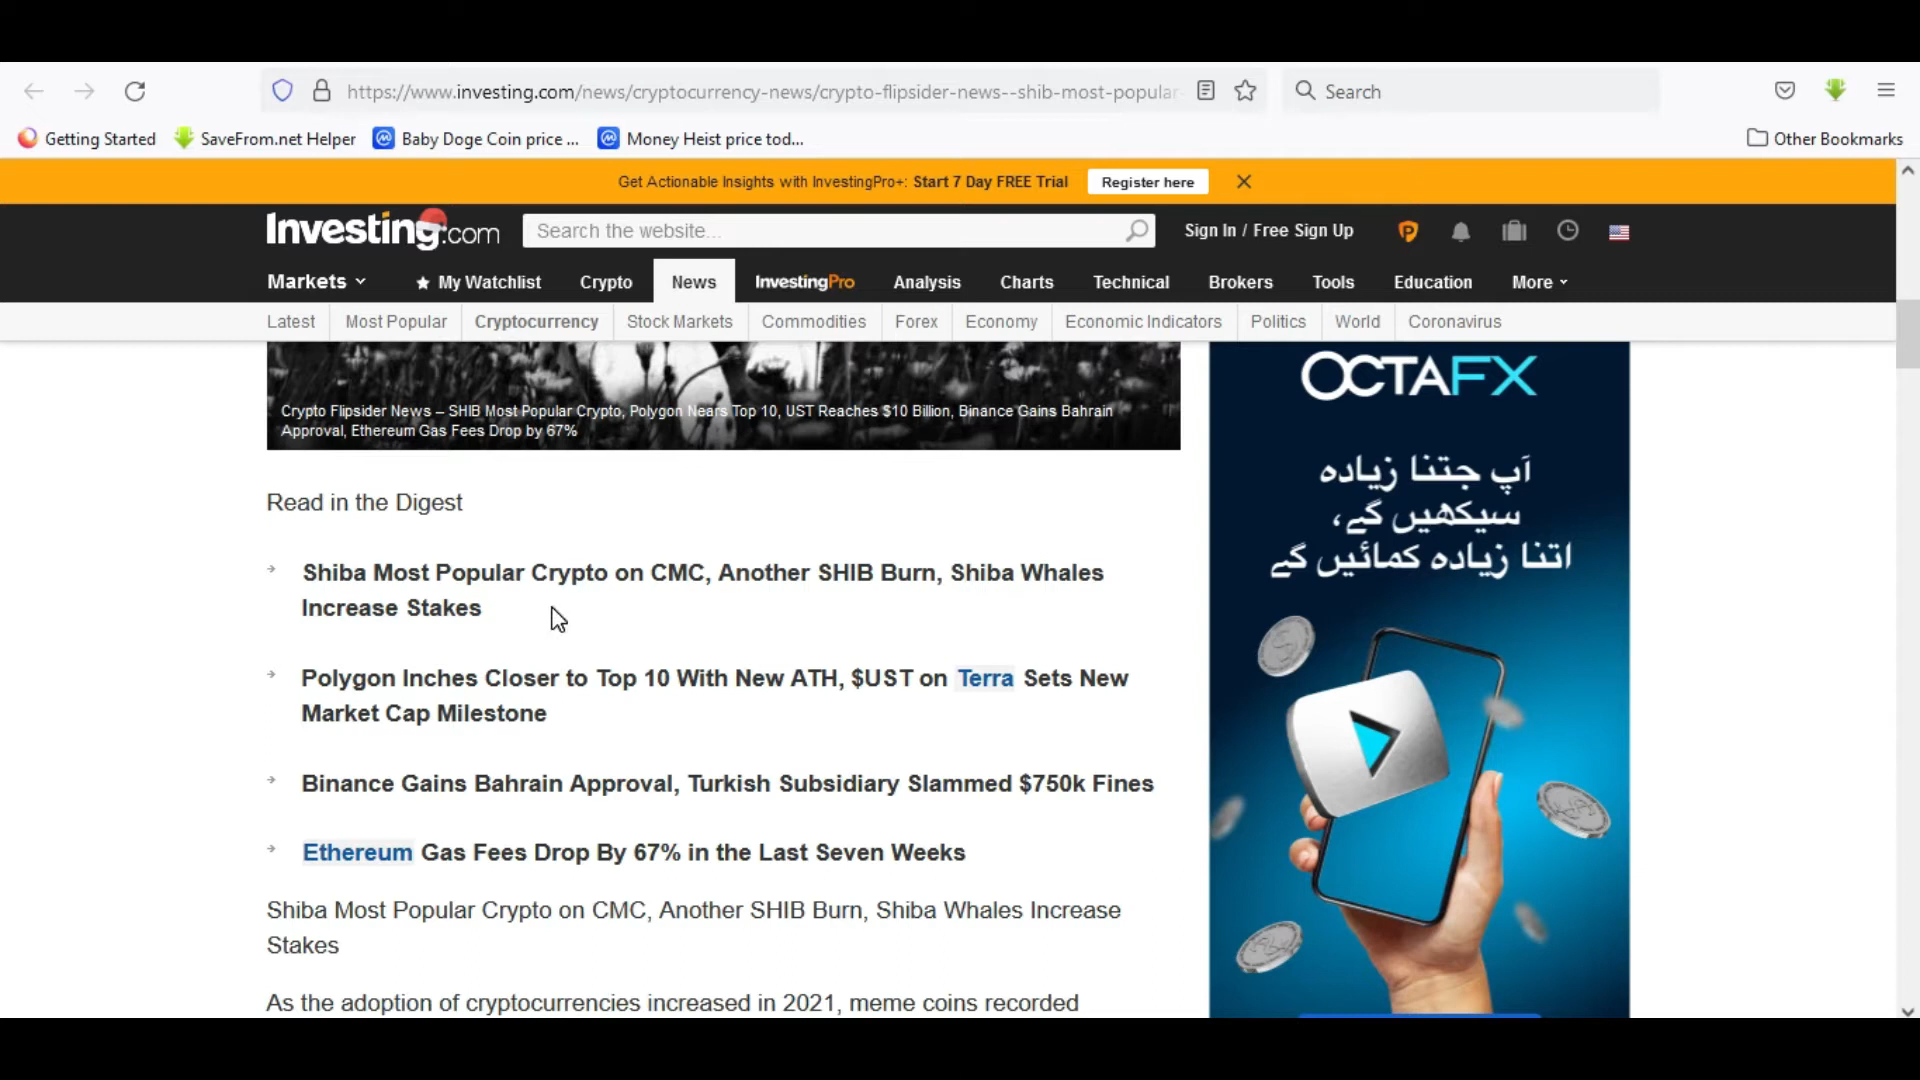 https://www.investing.com/news/cryptocurrency-news/crypto-flipsider-news--shib-most-popular-
Search
Getting Started
SaveFrom.net Helper
Baby Doge Coin price ...
Money Heist price tod...
Other Bookmarks
Get Actionable Insights with InvestingPro+: Start 7 Day FREE Trial
Register here
Investing.com
Search the website...
Sign In / Free Sign Up
Markets
My Watchlist
Crypto
News
InvestingPro
Analysis
Charts
Technical
Brokers
Tools
Education
More
Latest
Most Popular
Cryptocurrency
Stock Markets
Commodities
Forex
Economy
Economic Indicators
Politics
World
Coronavirus
Crypto Flipsider News – SHIB Most Popular Crypto, Polygon Nears Top 10, UST Reaches $10 Billion, Binance Gains Bahrain
Approval, Ethereum Gas Fees Drop by 67%
Read in the Digest
Shiba Most Popular Crypto on CMC, Another SHIB Burn, Shiba Whales
Increase Stakes
Polygon Inches Closer to Top 10 With New ATH, $UST on Terra Sets New
Market Cap Milestone
Binance Gains Bahrain Approval, Turkish Subsidiary Slammed $750k Fines
Ethereum Gas Fees Drop By 67% in the Last Seven Weeks
Shiba Most Popular Crypto on CMC, Another SHIB Burn, Shiba Whales Increase
Stakes
As the adoption of cryptocurrencies increased in 2021, meme coins recorded
OCTAFX
آپ جتنا زیادہ
سیکھیں گے،
اتنا زیادہ کمائیں گے